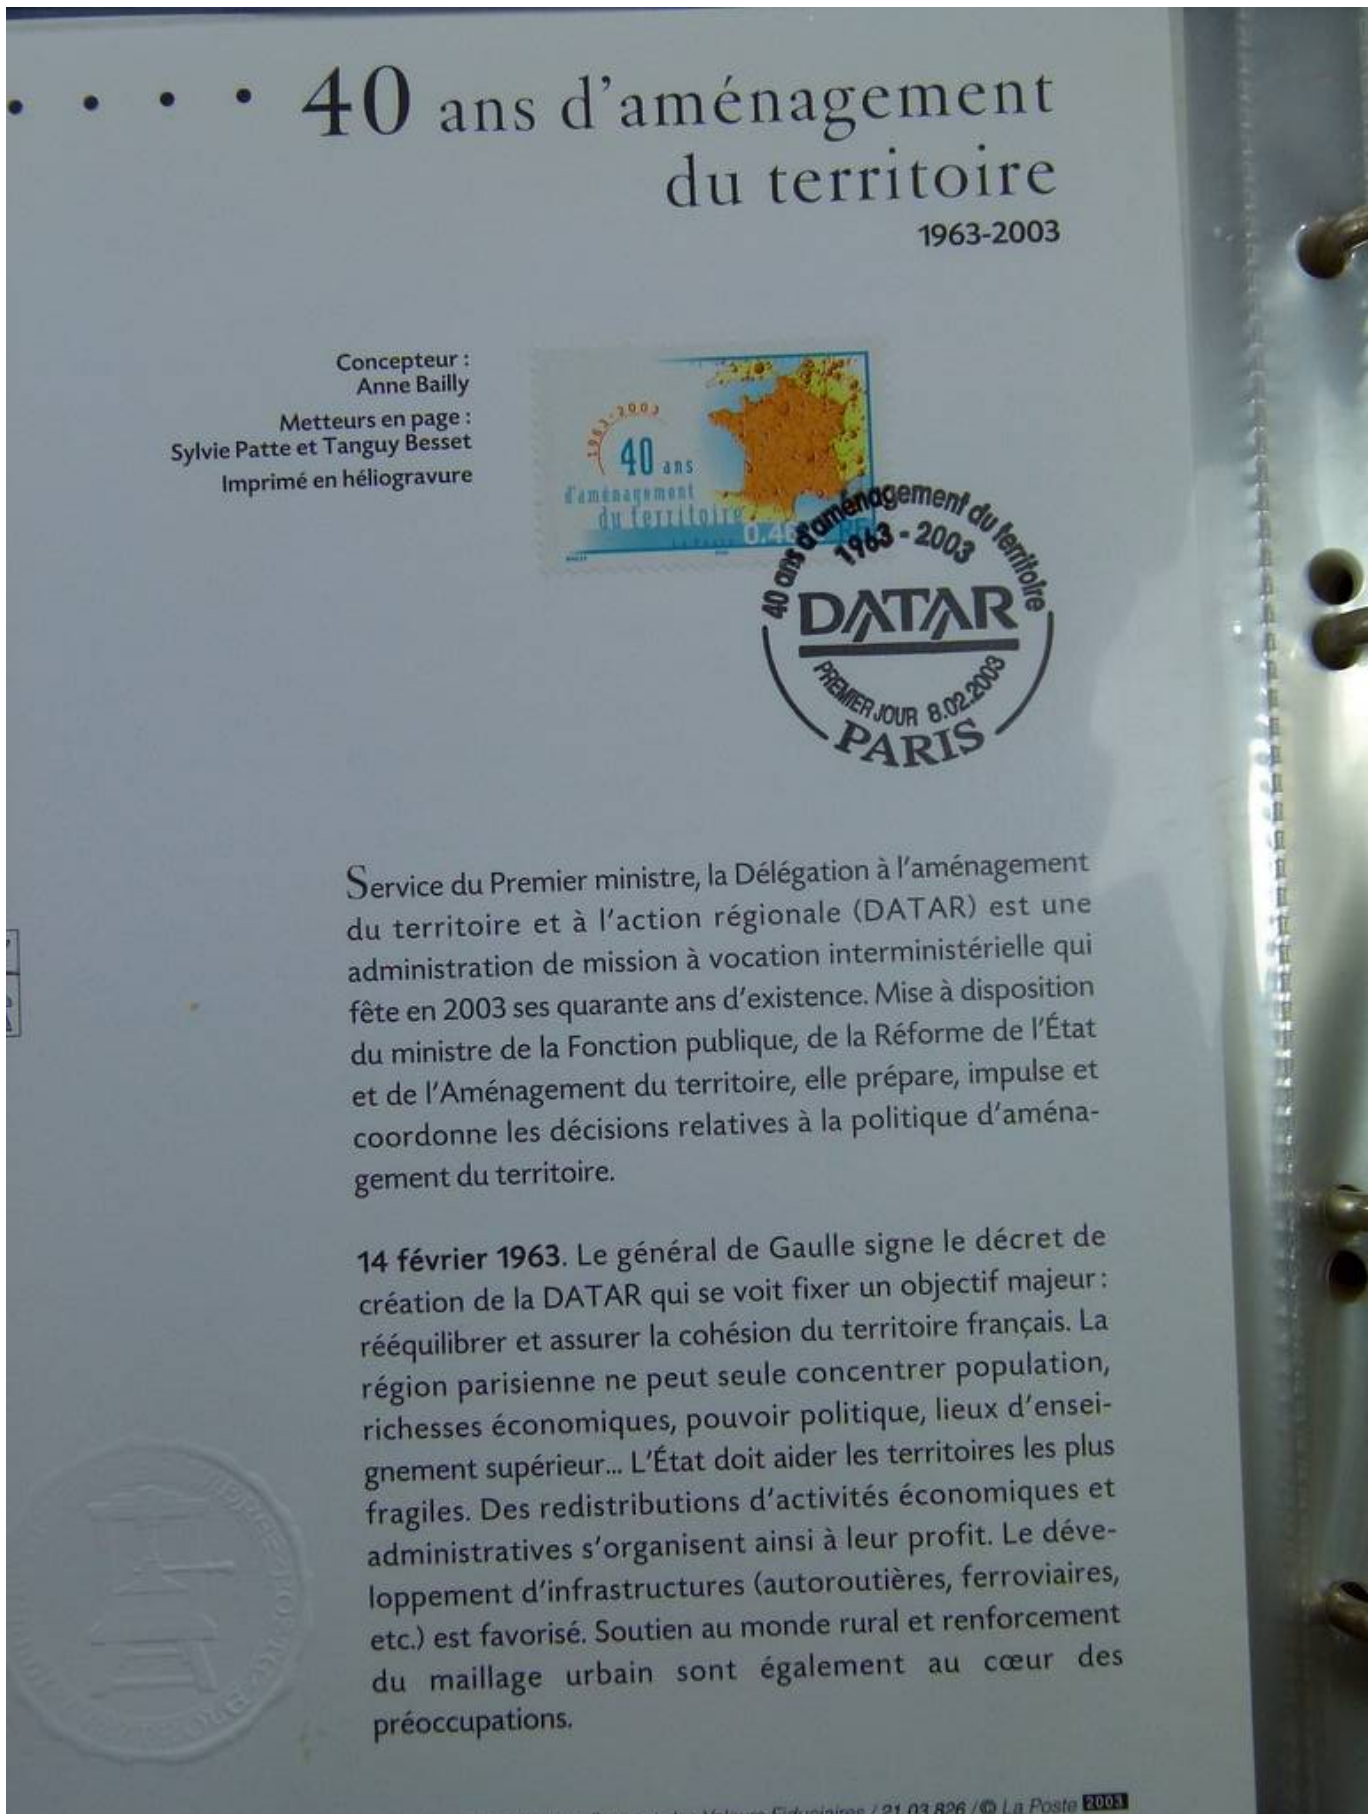 40 ans d'aménagement
du territoire
1963-2003
Concepteur :
Anne Bailly
Metteurs en page :
Sylvie Patte et Tanguy Besset
Imprimé en héliogravure
1963-2003
40 ans
d'aménagement
du territoire
0.46
RF
40 ans d'aménagement du territoire
1963 - 2003
DATAR
PREMIER JOUR 8.02.2003
PARIS
Service du Premier ministre, la Délégation à l'aménagement
du territoire et à l'action régionale (DATAR) est une
administration de mission à vocation interministérielle qui
fête en 2003 ses quarante ans d'existence. Mise à disposition
du ministre de la Fonction publique, de la Réforme de l'État
et de l'Aménagement du territoire, elle prépare, impulse et
coordonne les décisions relatives à la politique d'aména-
gement du territoire.
14 février 1963. Le général de Gaulle signe le décret de
création de la DATAR qui se voit fixer un objectif majeur :
rééquilibrer et assurer la cohésion du territoire français. La
région parisienne ne peut seule concentrer population,
richesses économiques, pouvoir politique, lieux d'ensei-
gnement supérieur... L'État doit aider les territoires les plus
fragiles. Des redistributions d'activités économiques et
administratives s'organisent ainsi à leur profit. Le déve-
loppement d'infrastructures (autoroutières, ferroviaires,
etc.) est favorisé. Soutien au monde rural et renforcement
du maillage urbain sont également au cœur des
préoccupations.
Valeurs Fiduciaires / 21 03 826 / © La Poste 2003